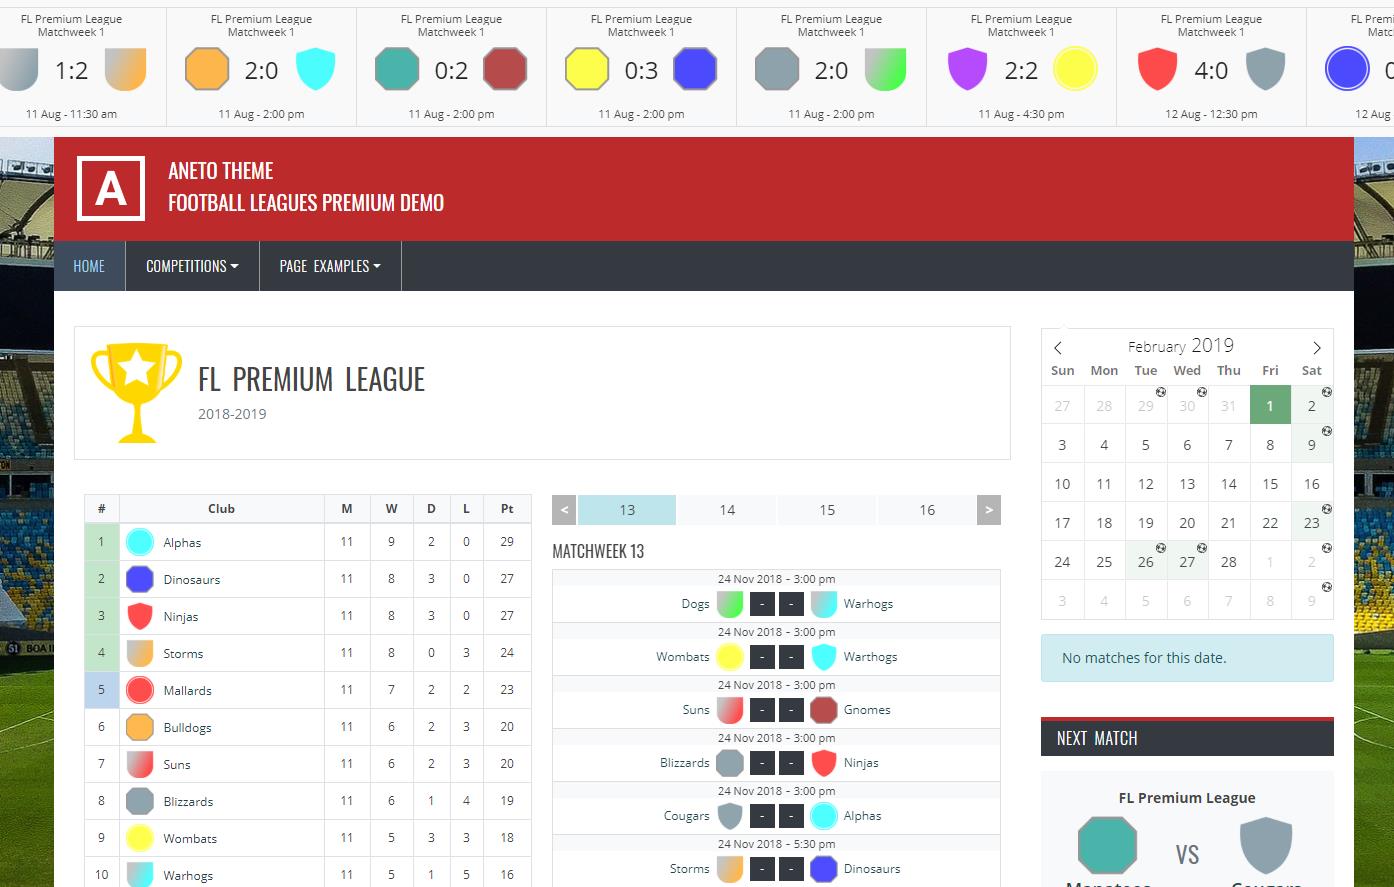 FL Premium League
Matchweek 1
1:2
11 Aug - 11:30 am
FL Premium League
Matchweek 1
2:0
11 Aug - 2:00 pm
FL Premium League
Matchweek 1
0:2
11 Aug - 2:00 pm
FL Premium League
Matchweek 1
0:3
11 Aug - 2:00 pm
FL Premium League
Matchweek 1
2:0
11 Aug - 2:00 pm
FL Premium League
Matchweek 1
2:2
11 Aug - 4:30 pm
FL Premium League
Matchweek 1
4:0
12 Aug - 12:30 pm
FL Prem
Matc
0
12 Aug -
A
ANETO THEME
FOOTBALL LEAGUES PREMIUM DEMO
HOME
COMPETITIONS
PAGE EXAMPLES
FL PREMIUM LEAGUE
2018-2019
# Club M W D L Pt
1 Alphas 11 9 2 0 29
2 Dinosaurs 11 8 3 0 27
3 Ninjas 11 8 3 0 27
4 Storms 11 8 0 3 24
5 Mallards 11 7 2 2 23
6 Bulldogs 11 6 2 3 20
7 Suns 11 6 2 3 20
8 Blizzards 11 6 1 4 19
9 Wombats 11 5 3 3 18
10 Warhogs 11 5 1 5 16
< 13 14 15 16 >
MATCHWEEK 13
24 Nov 2018 - 3:00 pm
Dogs - - Warhogs
24 Nov 2018 - 3:00 pm
Wombats - - Warthogs
24 Nov 2018 - 3:00 pm
Suns - - Gnomes
24 Nov 2018 - 3:00 pm
Blizzards - - Ninjas
24 Nov 2018 - 3:00 pm
Cougars - - Alphas
24 Nov 2018 - 5:30 pm
Storms - - Dinosaurs
February 2019
Sun Mon Tue Wed Thu Fri Sat
27 28 29 30 31 1 2
3 4 5 6 7 8 9
10 11 12 13 14 15 16
17 18 19 20 21 22 23
24 25 26 27 28 1 2
3 4 5 6 7 8 9
No matches for this date.
NEXT MATCH
FL Premium League
VS
51 BOA